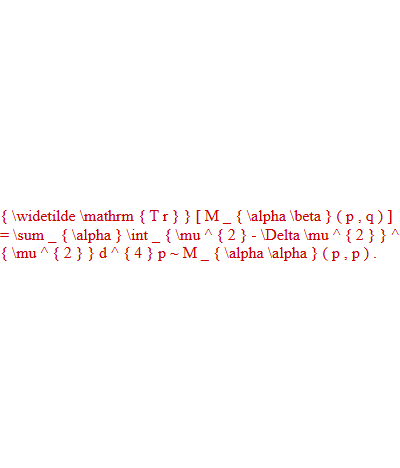 { \widetilde \mathrm { T r } } [ M _ { \alpha \beta } ( p , q ) ]
= \sum _ { \alpha } \int _ { \mu ^ { 2 } - \Delta \mu ^ { 2 } } ^
{ \mu ^ { 2 } } d ^ { 4 } p ~ M _ { \alpha \alpha } ( p , p ) .